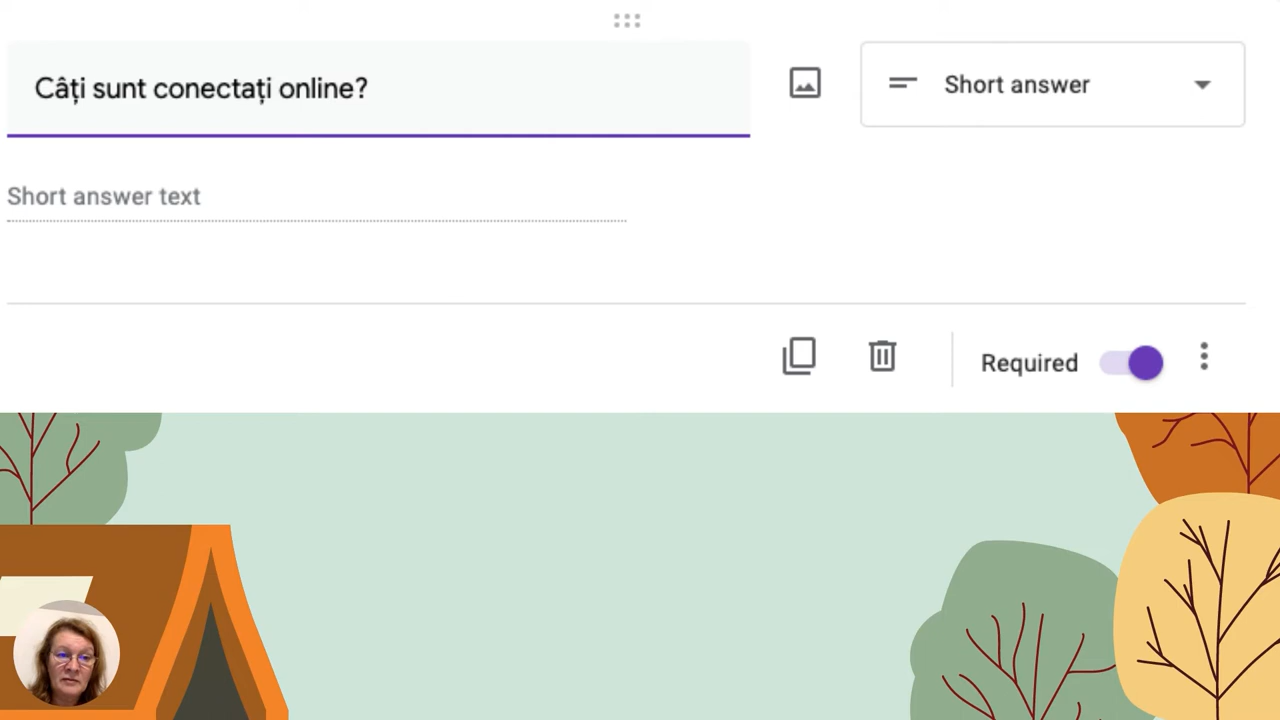 Câți sunt conectați online?
Short answer
Short answer text
Required